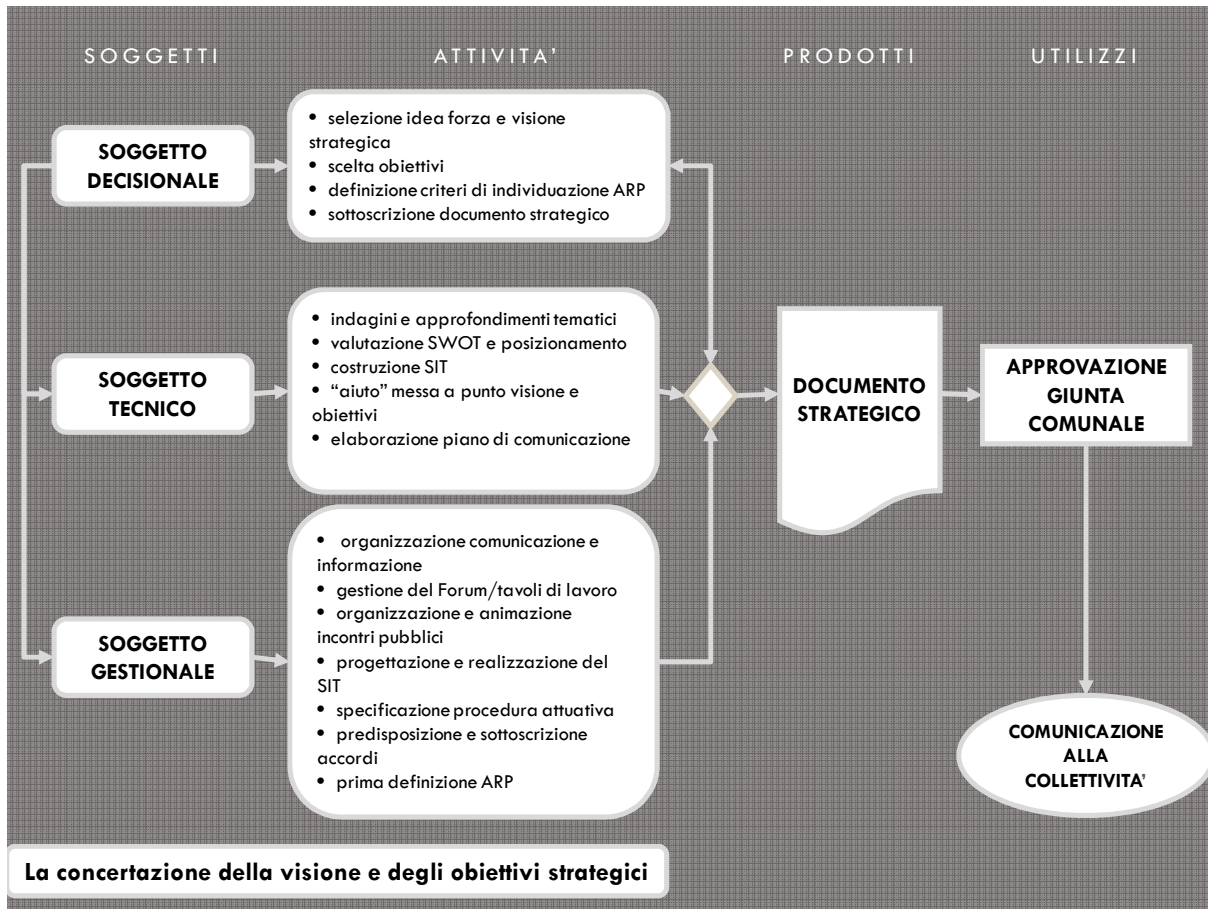 SOGGETTI
ATTIVITA'
PRODOTTI
UTILIZZI
SOGGETTO
DECISIONALE
• selezione idea forza e visione
strategica
• scelta obiettivi
• definizione criteri di individuazione ARP
• sottoscrizione documento strategico
SOGGETTO
TECNICO
• indagini e approfondimenti tematici
• valutazione SWOT e posizionamento
• costruzione SIT
• “aiuto” messa a punto visione e
obiettivi
• elaborazione piano di comunicazione
DOCUMENTO
STRATEGICO
APPROVAZIONE
GIUNTA
COMUNALE
SOGGETTO
GESTIONALE
• organizzazione comunicazione e
informazione
• gestione del Forum/tavoli di lavoro
• organizzazione e animazione
incontri pubblici
• progettazione e realizzazione del
SIT
• specificazione procedura attuativa
• predisposizione e sottoscrizione
accordi
• prima definizione ARP
COMUNICAZIONE
ALLA
COLLETTIVITA'
La concertazione della visione e degli obiettivi strategici